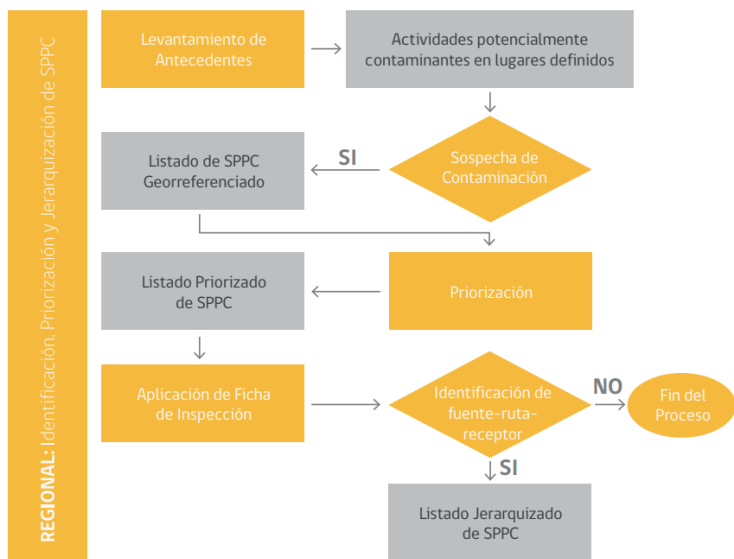 REGIONAL: Identificación, Priorización y Jerarquización de SPPC
Levantamiento de
Antecedentes
Actividades potencialmente
contaminantes en lugares definidos
Sospecha de
Contaminación
SI
Listado de SPPC
Georreferenciado
Priorización
Listado Priorizado
de SPPC
Aplicación de Ficha
de Inspección
Identificación de
fuente-ruta-
receptor
NO
Fin del
Proceso
SI
Listado Jerarquizado
de SPPC